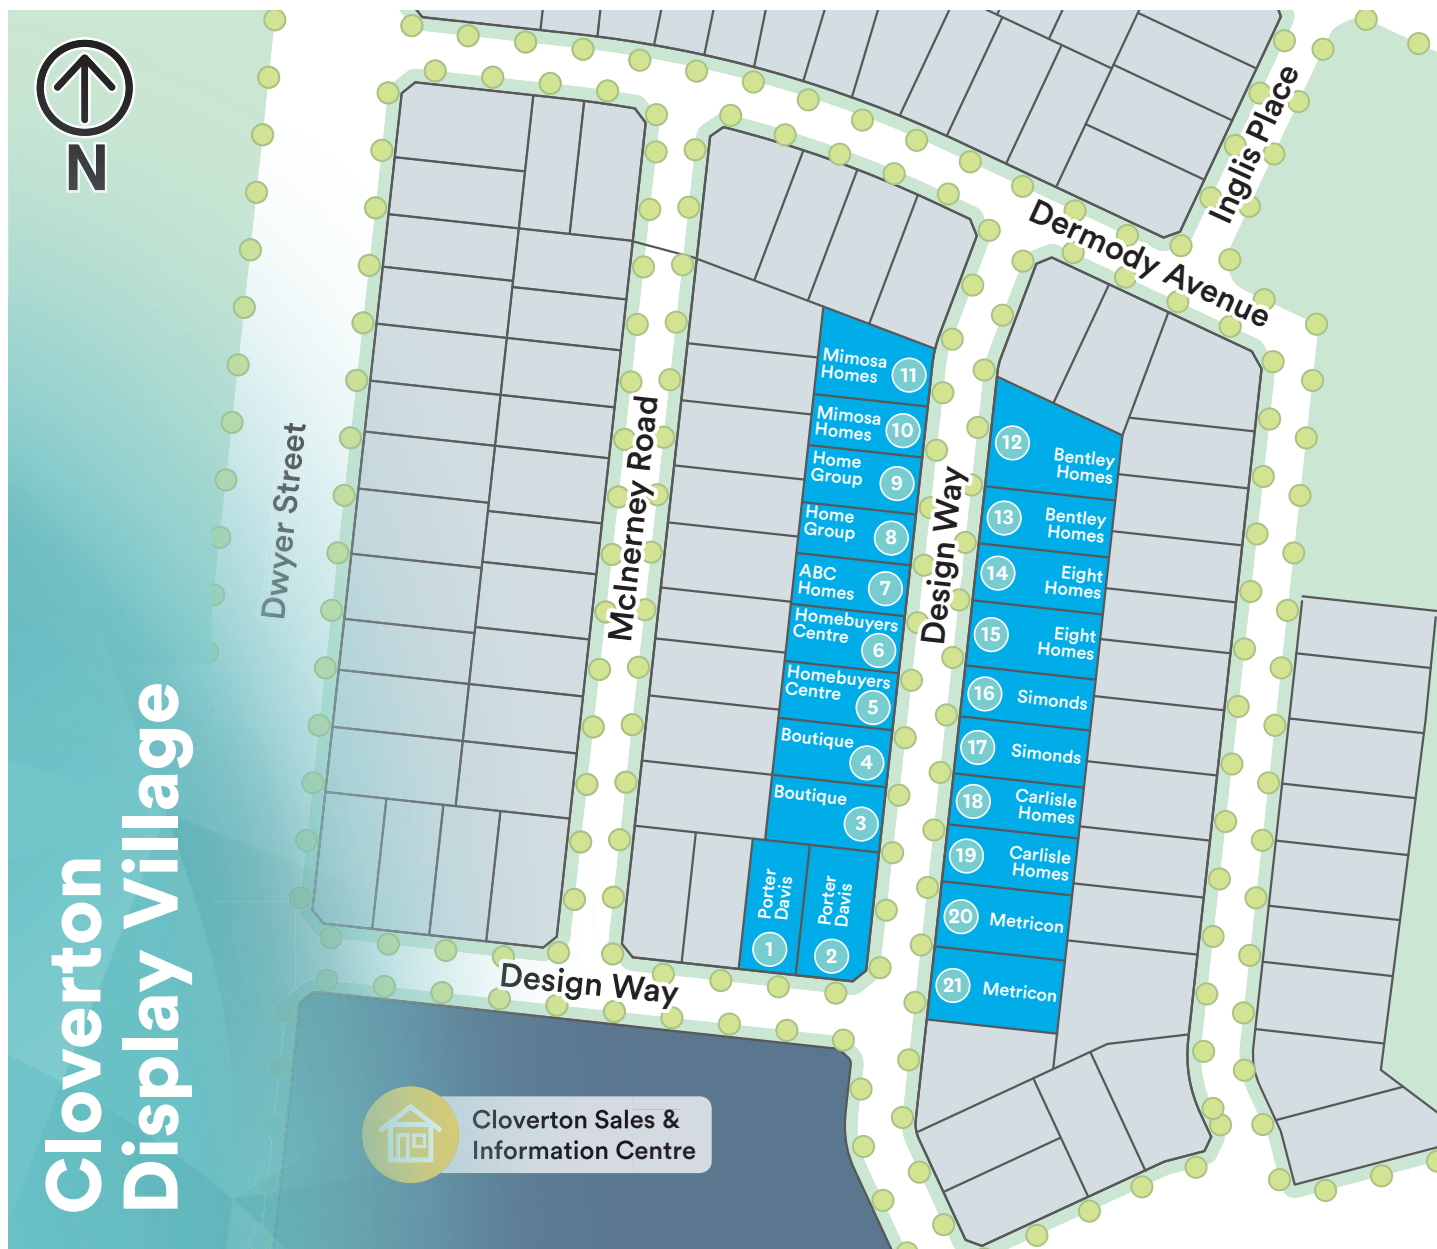 N
Cloverton
Display Village
Dwyer Street
McInerney Road
Design Way
Design Way
Dermody Avenue
Inglis Place
Mimosa
Homes
11
Mimosa
Homes
10
Home
Group
9
Home
Group
8
ABC
Homes
7
Homebuyers
Centre
6
Homebuyers
Centre
5
Boutique
4
Boutique
3
Porter
Davis
1
Porter
Davis
2
12
Bentley
Homes
13
Bentley
Homes
14
Eight
Homes
15
Eight
Homes
16
Simonds
17
Simonds
18
Carlisle
Homes
19
Carlisle
Homes
20
Metricon
21
Metricon
Cloverton Sales &
Information Centre